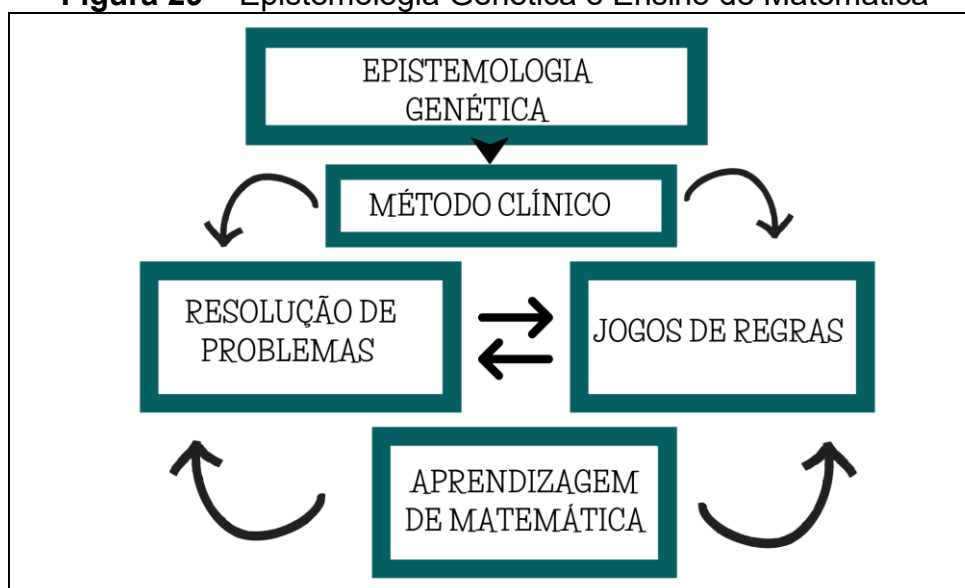 Figura – Epistemologia Genética e Ensino de Matemática
EPISTEMOLOGIA
GENÉTICA
MÉTODO CLÍNICO
RESOLUÇÃO DE
PROBLEMAS
JOGOS DE REGRAS
APRENDIZAGEM
DE MATEMÁTICA